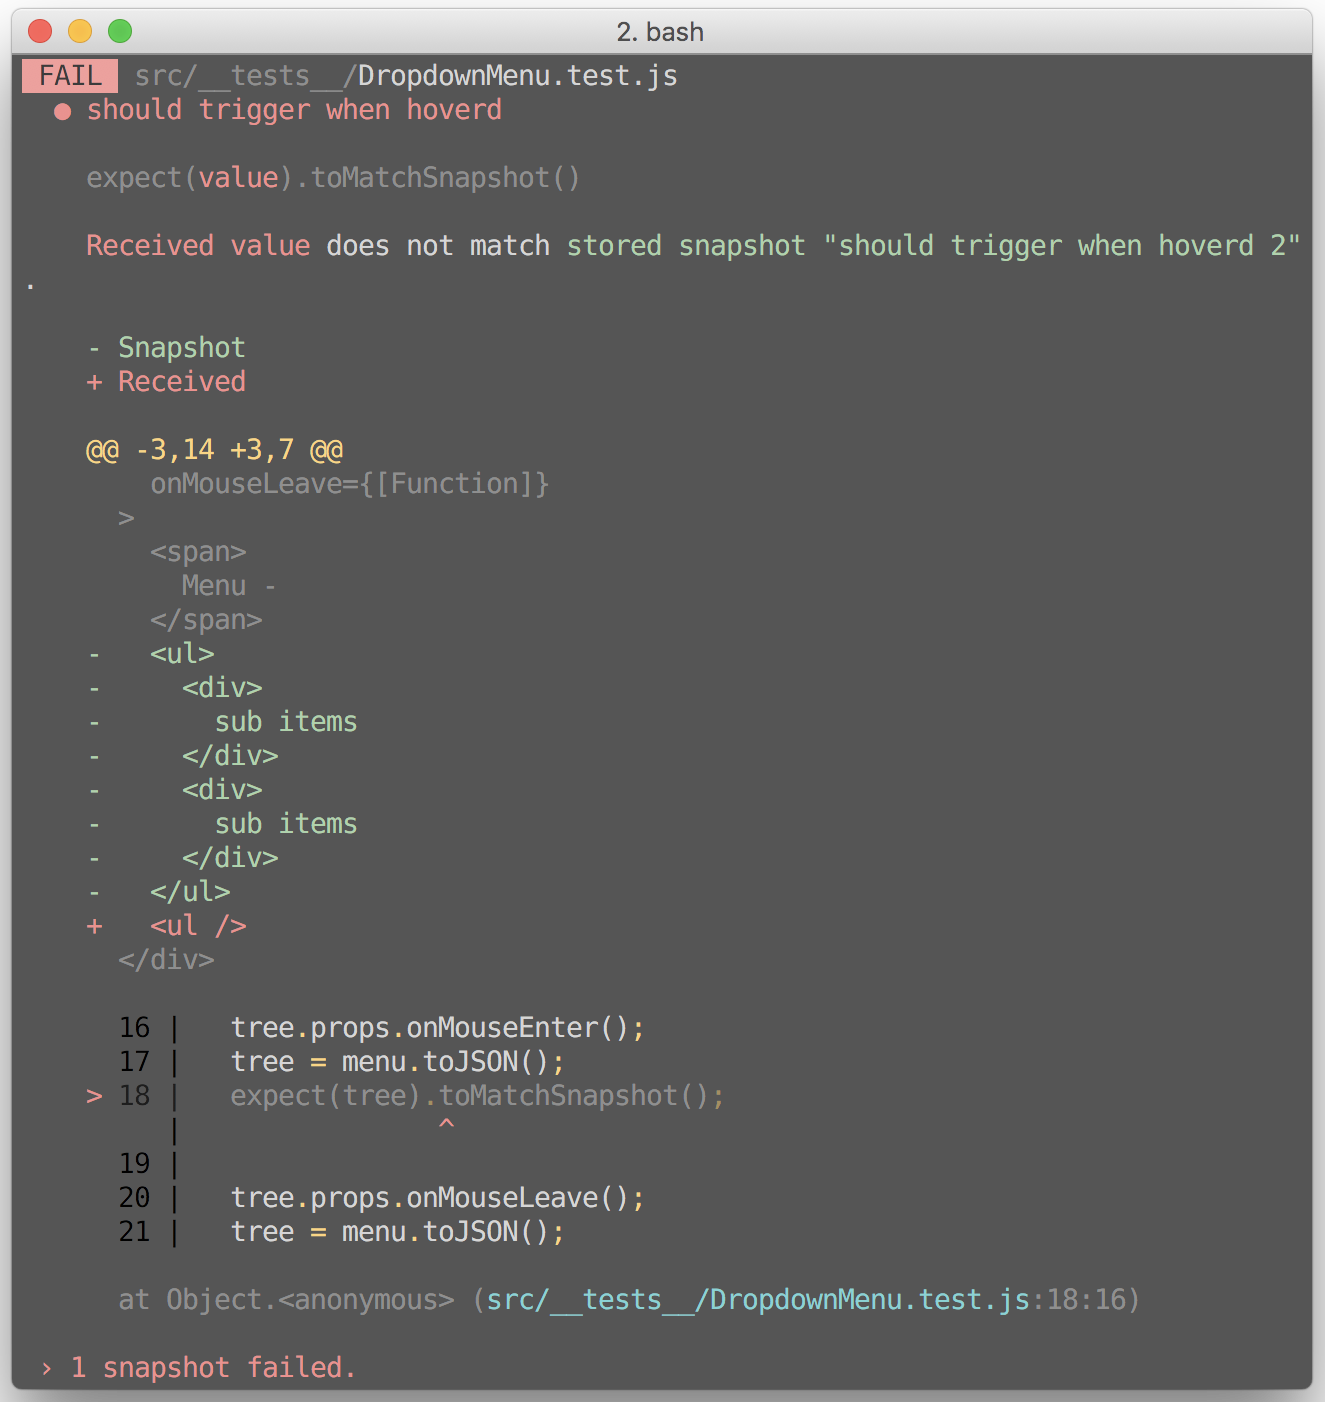 2. bash
FAIL src/__tests__/DropdownMenu.test.js
● should trigger when hoverd
expect(value).toMatchSnapshot()
Received value does not match stored snapshot "should trigger when hoverd 2"
.
- Snapshot
+ Received
@@ -3,14 +3,7 @@
onMouseLeave={[Function]}
>
<span>
Menu -
</span>
- <ul>
- <div>
- sub items
- </div>
- <div>
- sub items
- </div>
- </ul>
+ <ul />
</div>
16 | tree.props.onMouseEnter();
17 | tree = menu.toJSON();
> 18 | expect(tree).toMatchSnapshot();
| ^
19 |
20 | tree.props.onMouseLeave();
21 | tree = menu.toJSON();
at Object.<anonymous> (src/__tests__/DropdownMenu.test.js:18:16)
› 1 snapshot failed.